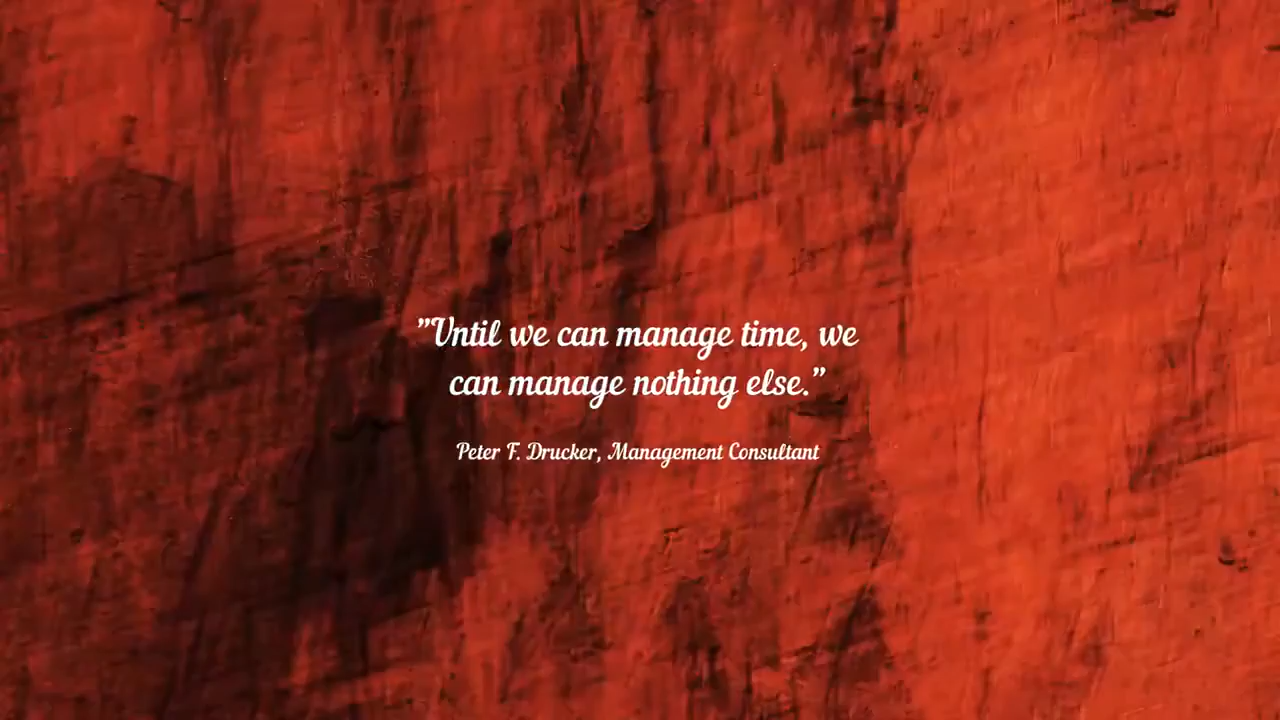 ”Until we can manage time, we
can manage nothing else.”
Peter F. Drucker, Management Consultant